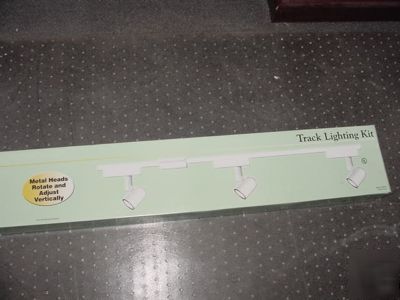 Track Lighting Kit
Metal Heads
Rotate and
Adjust
Vertically